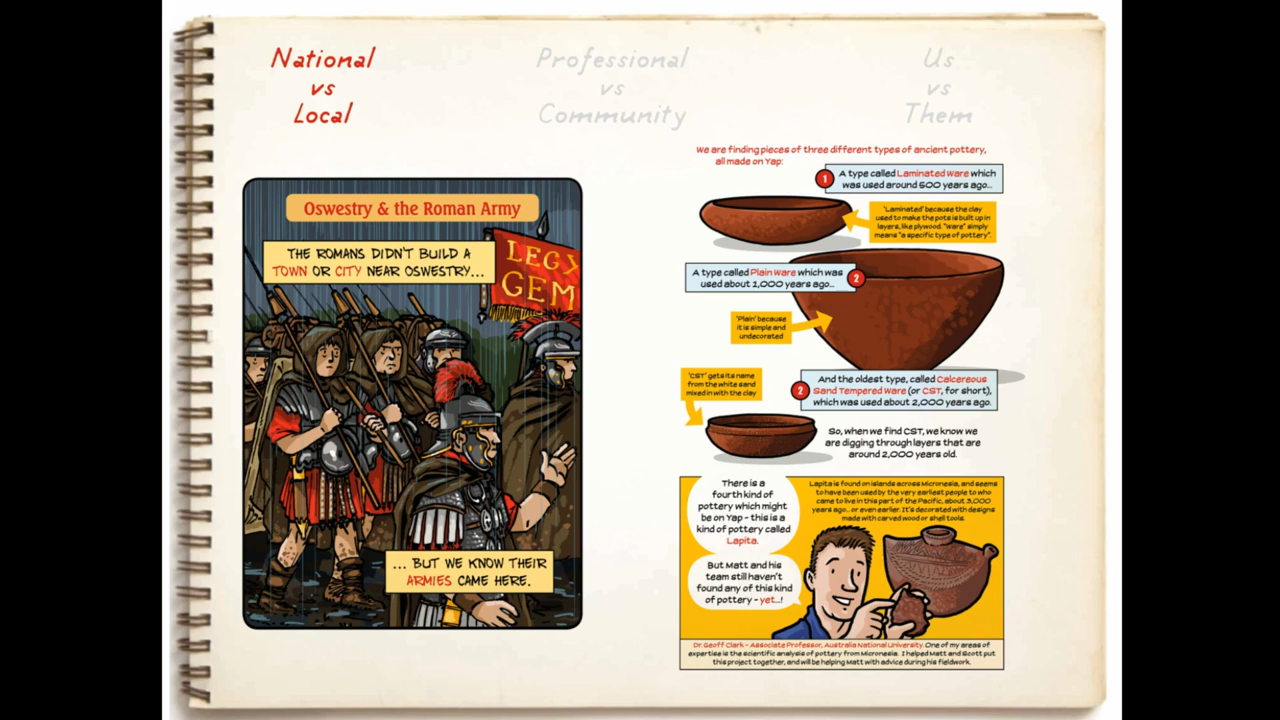 National
vs
Local
Professional
vs
Community
Us
vs
Them
Oswestry & the Roman Army
THE ROMANS DIDN'T BUILD A
TOWN OR CITY NEAR OSWESTRY...
LEGX
GEM
... BUT WE KNOW THEIR
ARMIES CAME HERE.
We are finding pieces of three different types of ancient pottery,
all made on Yap:
1
A type called Laminated Ware which
was used around 500 years ago...
'Laminated' because the clay
used to make the pots is built up in
layers, like plywood. "Ware" simply
means "a specific type of pottery".
A type called Plain Ware which was
used about 1,000 years ago...
2
'Plain' because
it is simple and
undecorated
'CST' gets its name
from the white sand
mixed in with the clay
2
And the oldest type, called Calcereous
Sand Tempered Ware (or CST, for short),
which was used about 2,000 years ago.
So, when we find CST, we know we
are digging through layers that are
around 2,000 years old.
There is a
fourth kind of
pottery which might
be on Yap - this is a
kind of pottery called
Lapita.
But Matt and his
team still haven't
found any of this kind
of pottery - yet...!
Lapita is found on islands across Micronesia, and seems
to have been used by the very earliest people to who
came to live in this part of the Pacific, about 3,000
years ago... or even earlier. It's decorated with designs
made with carved wood or shell tools.
Dr. Geoff Clark - Associate Professor, Australia National University. One of my areas of
expertise is the scientific analysis of pottery from Micronesia. I helped Matt and Scott put
this project together, and will be helping Matt with advice during his fieldwork.